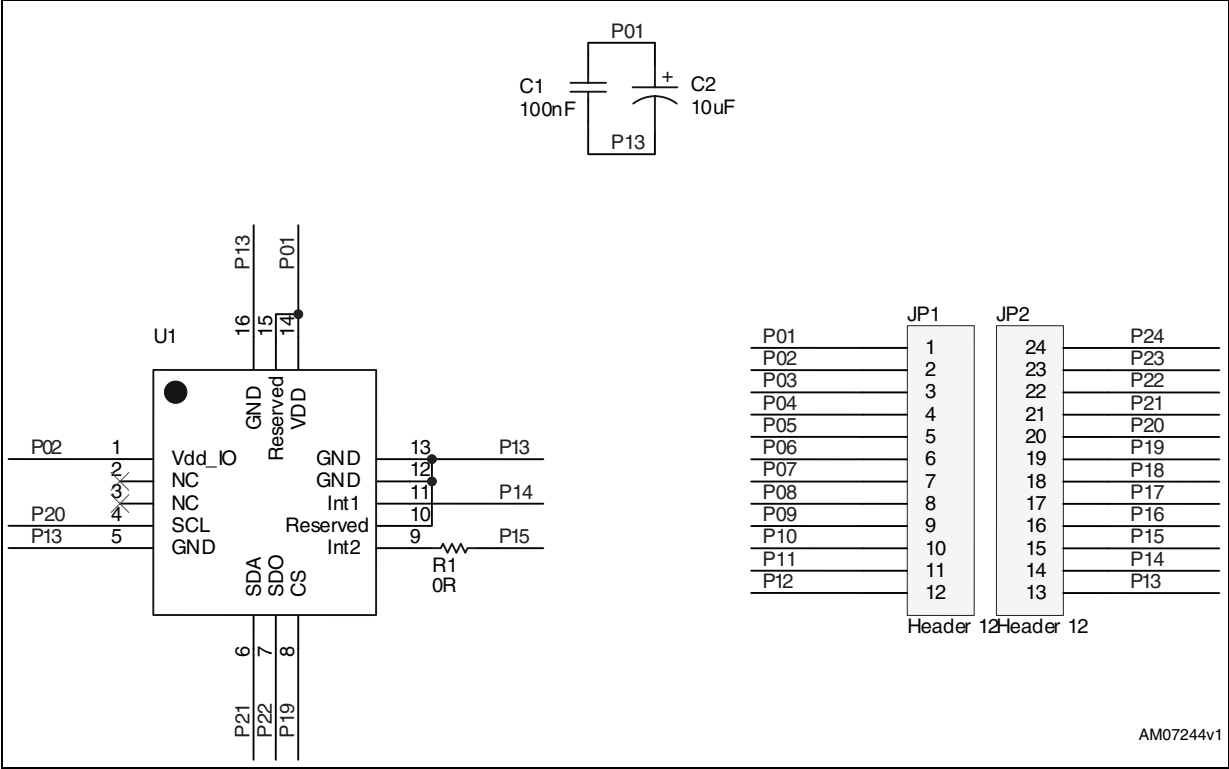 P01
C1
100nF
+
C2
10uF
P13
P13
P01
16
15
14
U1
GND
Reserved
VDD
P02 1 Vdd_IO
2 NC
3 NC
P20 4 SCL
P13 5 GND
GND 13 P13
GND 12
Int1 11 P14
Reserved 10
Int2 9 P15
R1
0R
SDA
SDO
CS
6
7
8
P21
P22
P19
JP1
P01 1
P02 2
P03 3
P04 4
P05 5
P06 6
P07 7
P08 8
P09 9
P10 10
P11 11
P12 12
Header 12
JP2
24 P24
23 P23
22 P22
21 P21
20 P20
19 P19
18 P18
17 P17
16 P16
15 P15
14 P14
13 P13
Header 12
AM07244v1